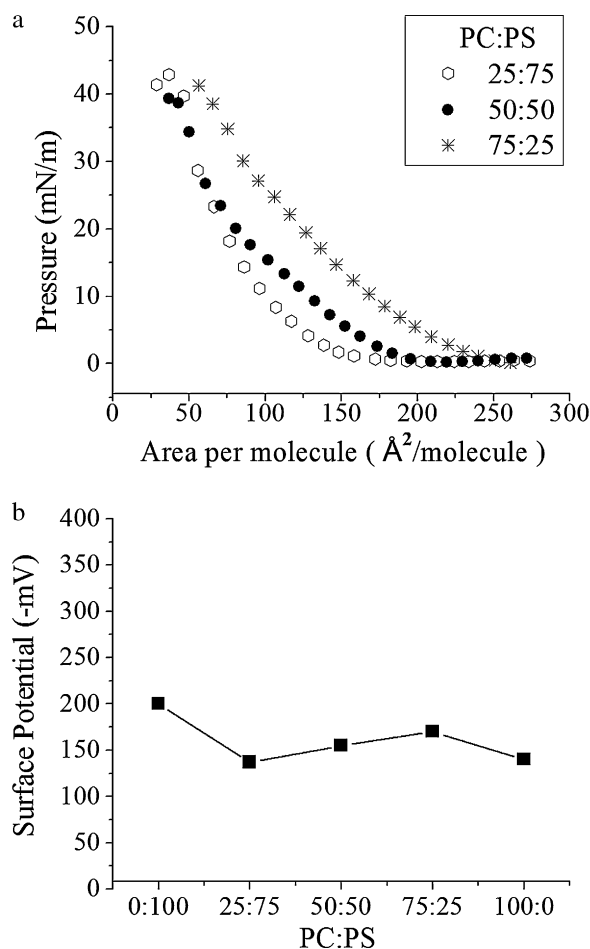 a
50
40
30
20
10
0
Pressure (mN/m)
PC:PS
25:75
50:50
75:25
0 50 100 150 200 250 300
Area per molecule ( Å²/molecule )
b
400
350
300
250
200
150
100
50
0
Surface Potential (-mV)
0:100 25:75 50:50 75:25 100:0
PC:PS